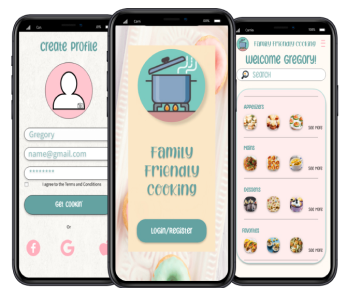 Create Profile
Gregory
name@gmail.com
********
I agree to the Terms and Conditions
Get Cookin'
Or
Family
Friendly
Cooking
Login/Register
Family Friendly Cooking
Welcome Gregory!
Search
Appetizers
See More
Mains
See More
Desserts
See More
Favorites
See More